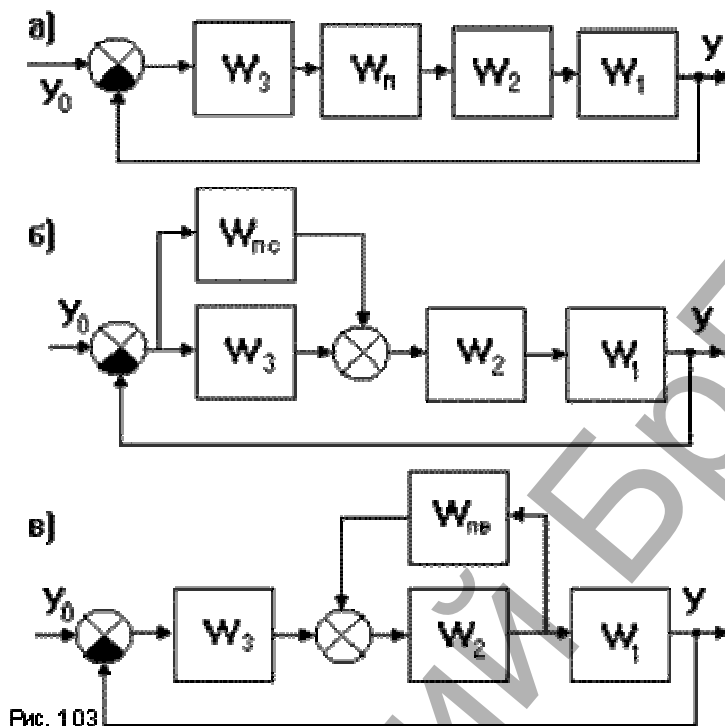 а)
W3 Wп W2 W1 У
У0
б)
Wпс
У0 У
W3 W2 W1
в)
Wпв
У0 У
W3 W2 W1
Рис. 103